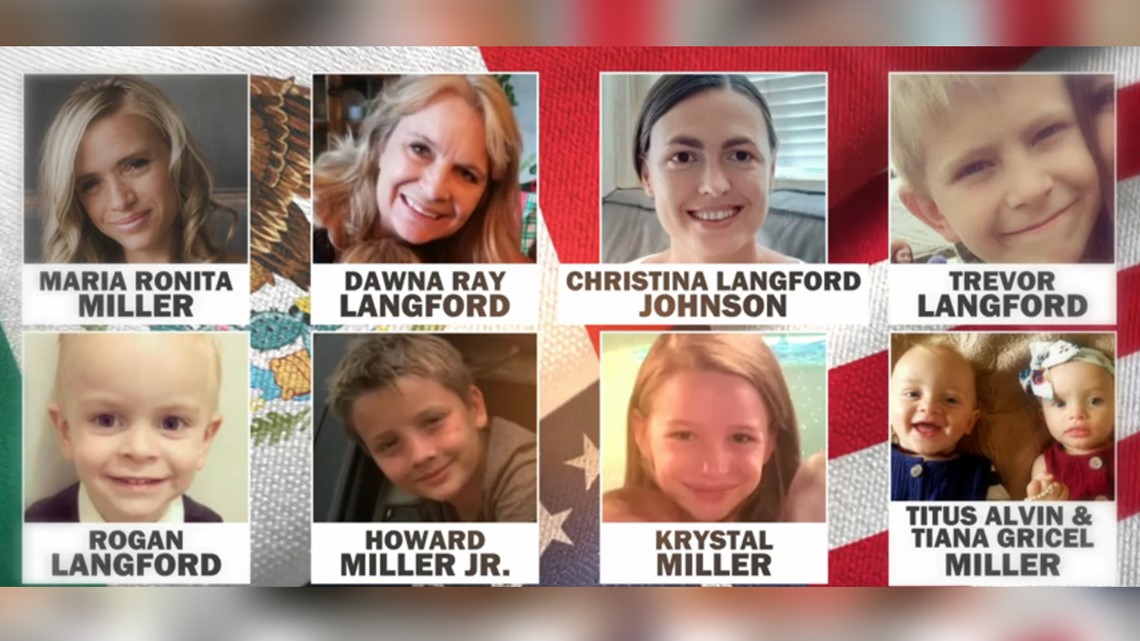 MARIA RONITA
MILLER
DAWNA RAY
LANGFORD
CHRISTINA LANGFORD
JOHNSON
TREVOR
LANGFORD
ROGAN
LANGFORD
HOWARD
MILLER JR.
KRYSTAL
MILLER
TITUS ALVIN &
TIANA GRICEL
MILLER